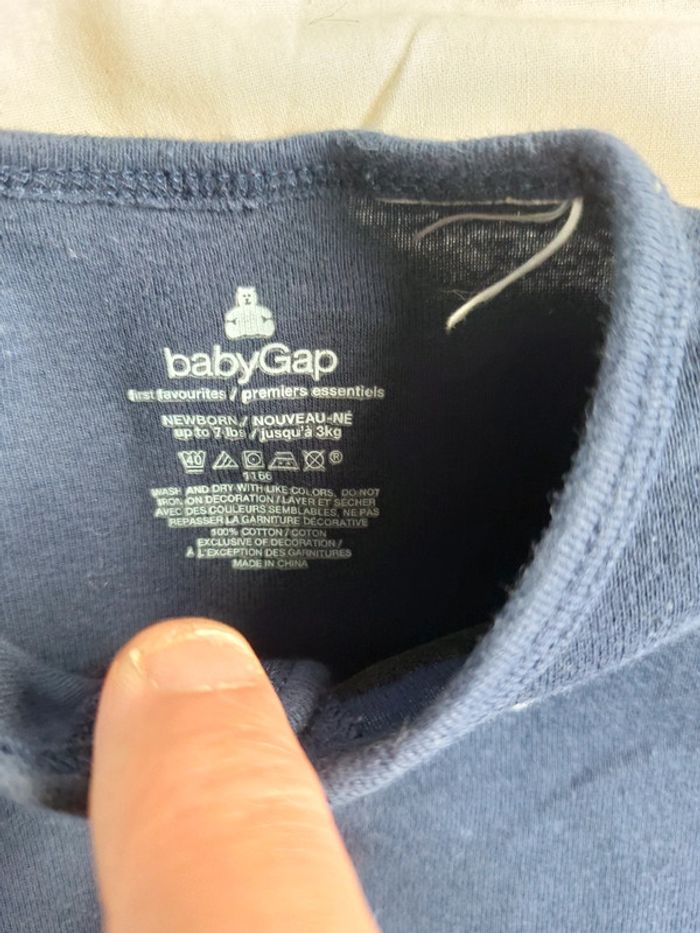 babyGap
first favourites / premiers essentiels
NEWBORN / NOUVEAU-NÉ
up to 7 lbs / jusqu'à 3kg
40 ®
1166
WASH AND DRY WITH LIKE COLORS, DO NOT
IRON ON DECORATION / LAVER ET SÉCHER
AVEC DES COULEURS SEMBLABLES, NE PAS
REPASSER LA GARNITURE DÉCORATIVE
100% COTTON / COTON
EXCLUSIVE OF DECORATION /
À L'EXCEPTION DES GARNITURES
MADE IN CHINA